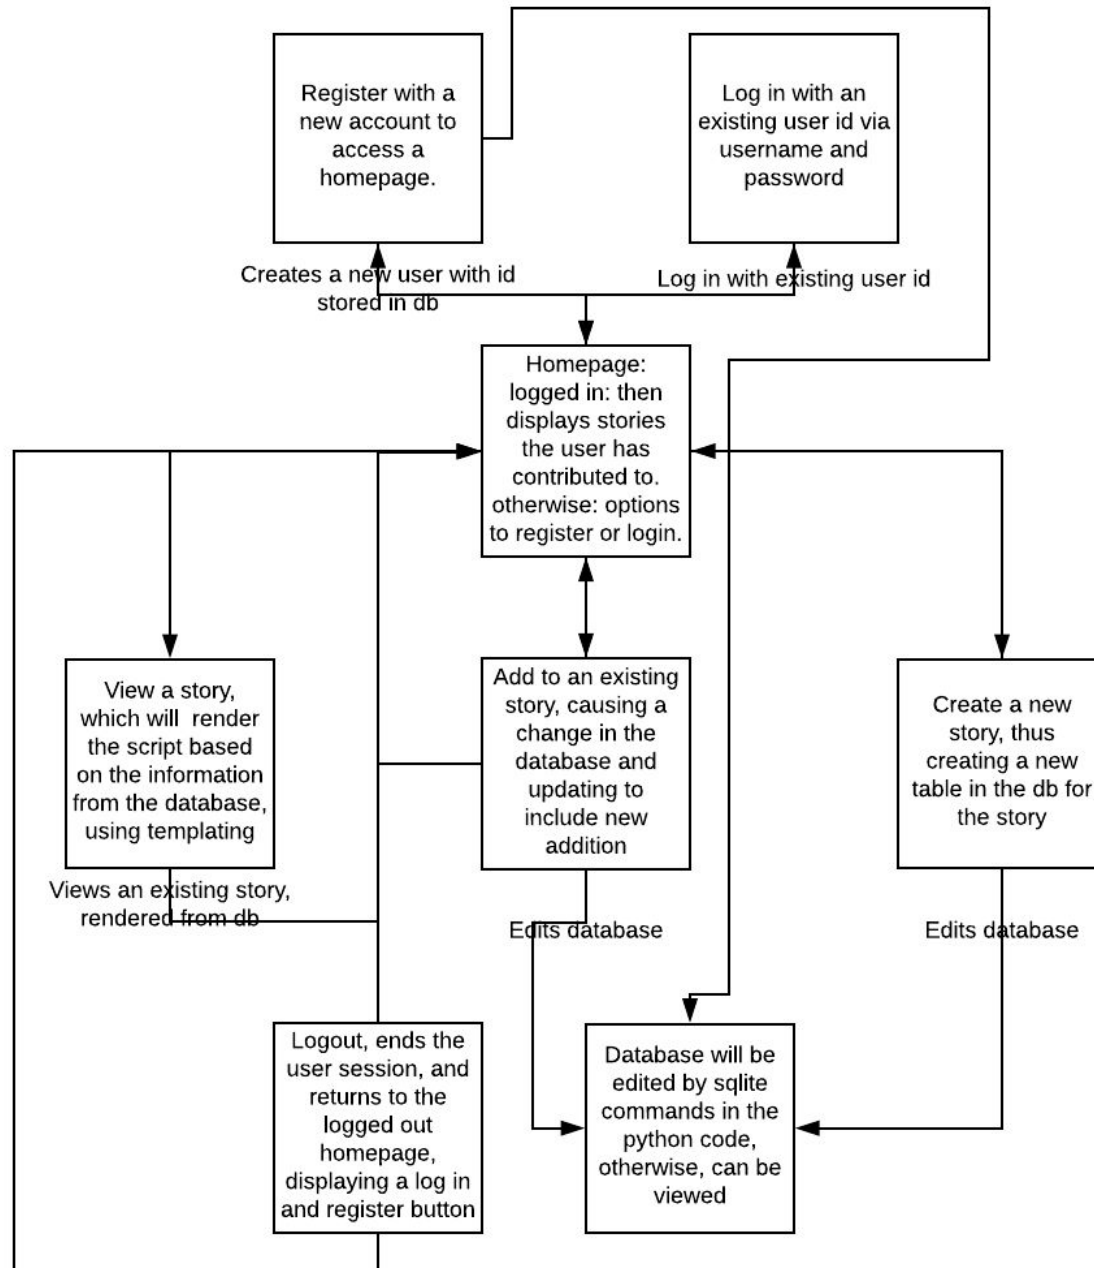 Register with a
new account to
access a
homepage.
Log in with an
existing user id via
username and
password
Creates a new user with id
stored in db
Log in with existing user id
Homepage:
logged in: then
displays stories
the user has
contributed to.
otherwise: options
to register or login.
View a story,
which will  render
the script based
on the information
from the database,
using templating
Add to an existing
story, causing a
change in the
database and
updating to
include new
addition
Create a new
story, thus
creating a new
table in the db for
the story
Views an existing story,
rendered from db
Edits database
Edits database
Logout, ends the
user session, and
returns to the
logged out
homepage,
displaying a log in
and register button
Database will be
edited by sqlite
commands in the
python code,
otherwise, can be
viewed